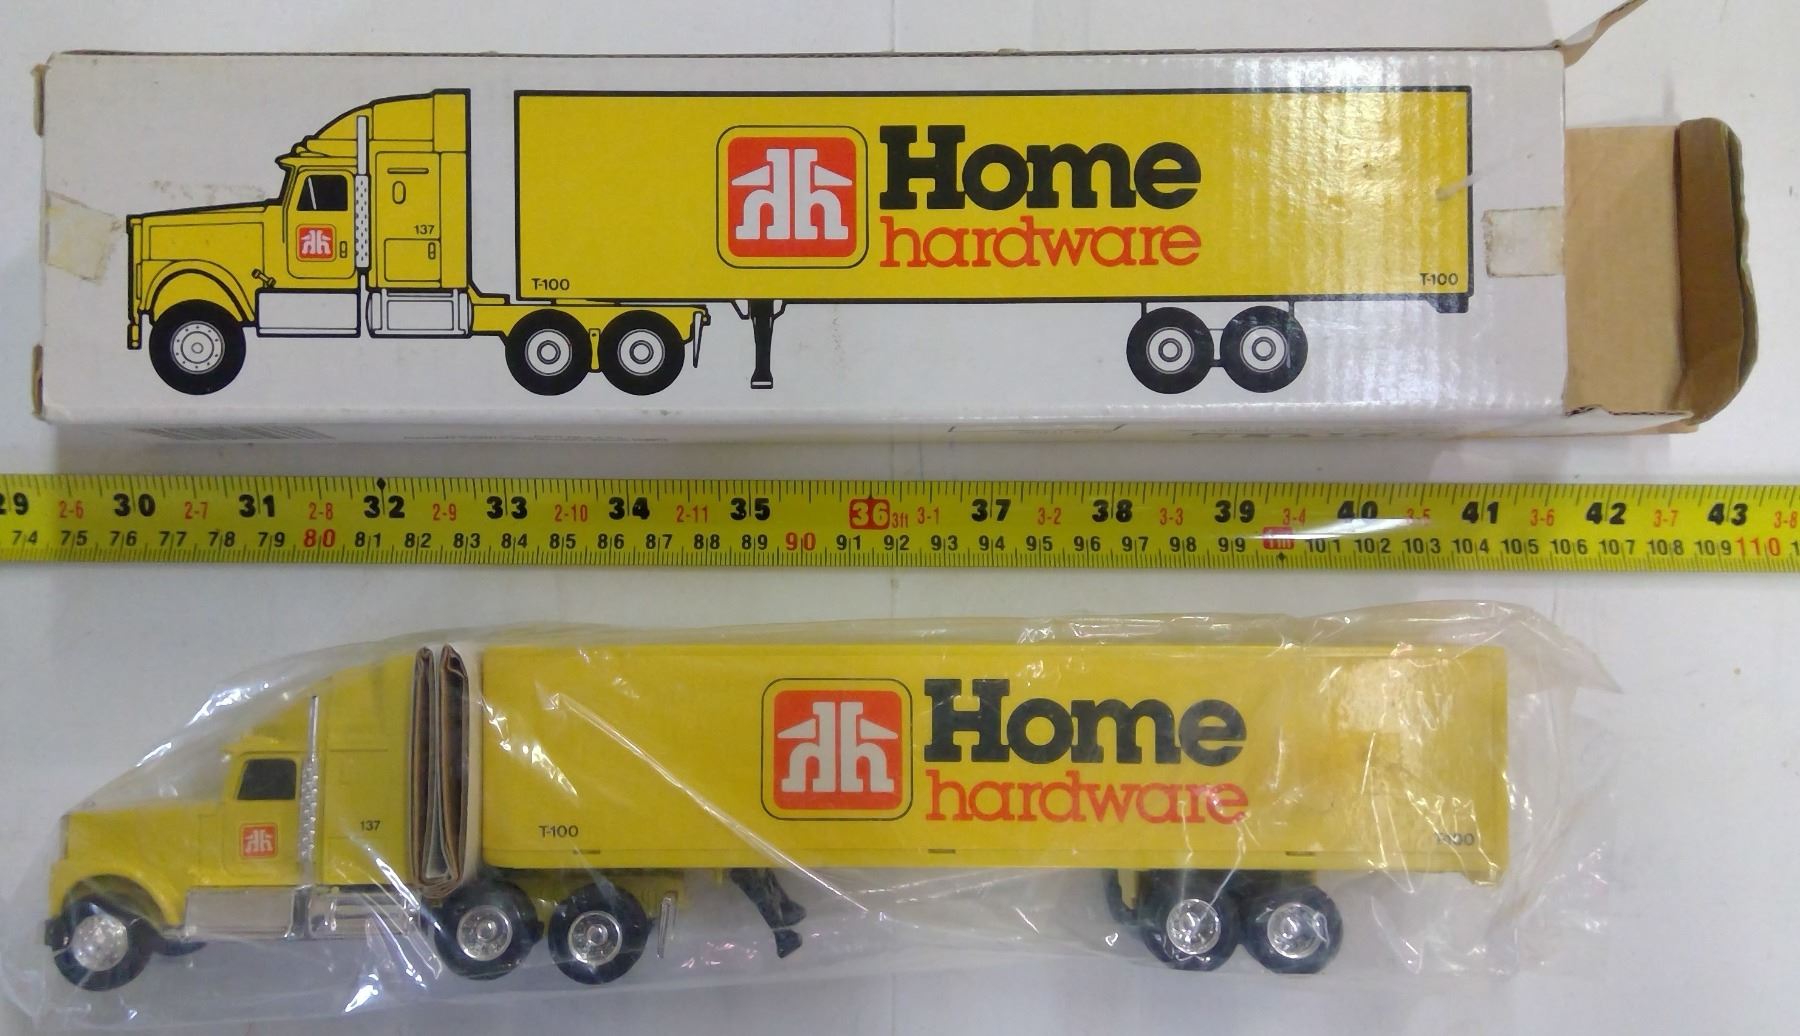 Home
hardware
137
T-100
T-100
29 2-6 30 2-7 31 2-8 32 2-9 33 2-10 34 2-11 35 36 3ft 3-1 37 3-2 38 3-3 39 3-4 40 3-5 41 3-6 42 3-7 43 3-8
74 75 76 77 78 79 80 81 82 83 84 85 86 87 88 89 90 91 92 93 94 95 96 97 98 99 1m 101 102 103 104 105 106 107 108 109 110
Home
hardware
137
T-100
T-100